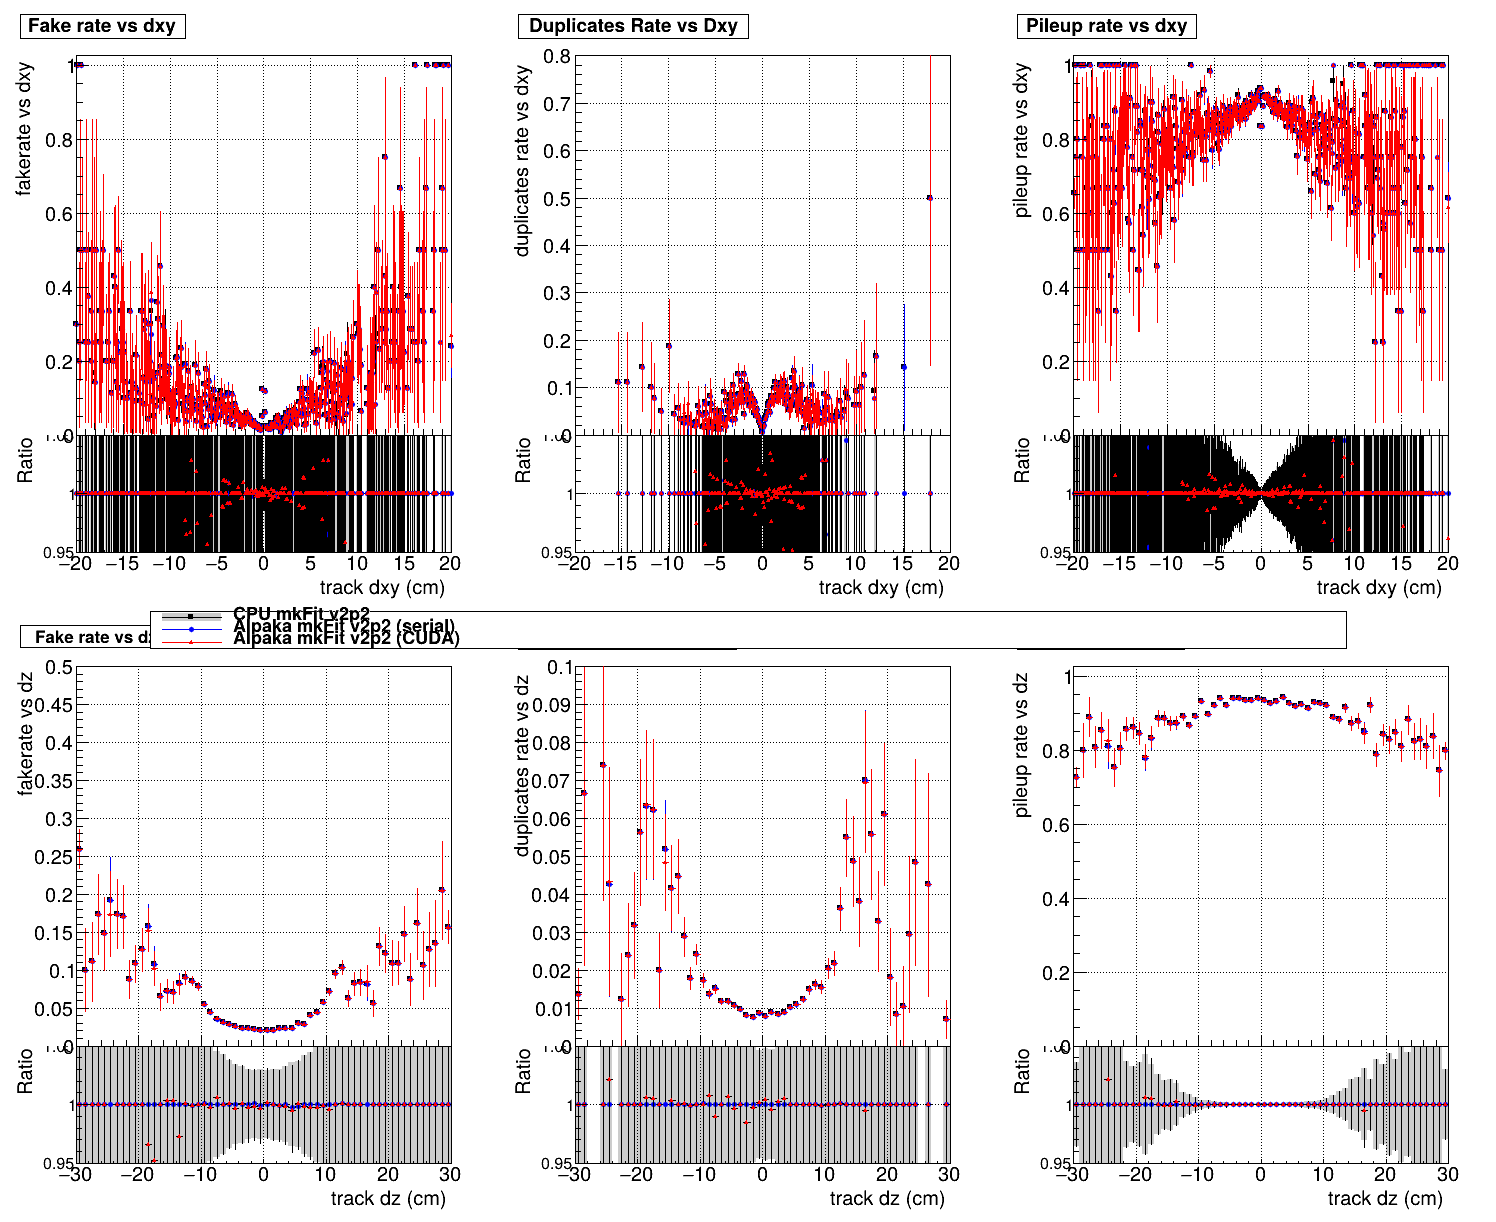 Fake rate vs dxy
Duplicates Rate vs Dxy
Pileup rate vs dxy
fakerate vs dxy
1
0.8
0.6
0.4
0.2
0
Ratio
1
0.95
−20 −15 −10 −5 0 5 10 15 20
track dxy (cm)
duplicates rate vs dxy
0.8
0.7
0.6
0.5
0.4
0.3
0.2
0.1
0
Ratio
1
0.95
−20 −15 −10 −5 0 5 10 15 20
track dxy (cm)
pileup rate vs dxy
1
0.8
0.6
0.4
0.2
0
Ratio
1
0.95
−20 −15 −10 −5 0 5 10 15 20
track dxy (cm)
CPU mkFit v2p2
Alpaka mkFit v2p2 (serial)
Alpaka mkFit v2p2 (CUDA)
Fake rate vs dz
fakerate vs dz
0.5
0.45
0.4
0.35
0.3
0.25
0.2
0.15
0.1
0.05
0
Ratio
1
0.95
−30 −20 −10 0 10 20 30
track dz (cm)
duplicates rate vs dz
0.1
0.09
0.08
0.07
0.06
0.05
0.04
0.03
0.02
0.01
0
Ratio
1
0.95
−30 −20 −10 0 10 20 30
track dz (cm)
pileup rate vs dz
1
0.8
0.6
0.4
0.2
0
Ratio
1
0.95
−30 −20 −10 0 10 20 30
track dz (cm)